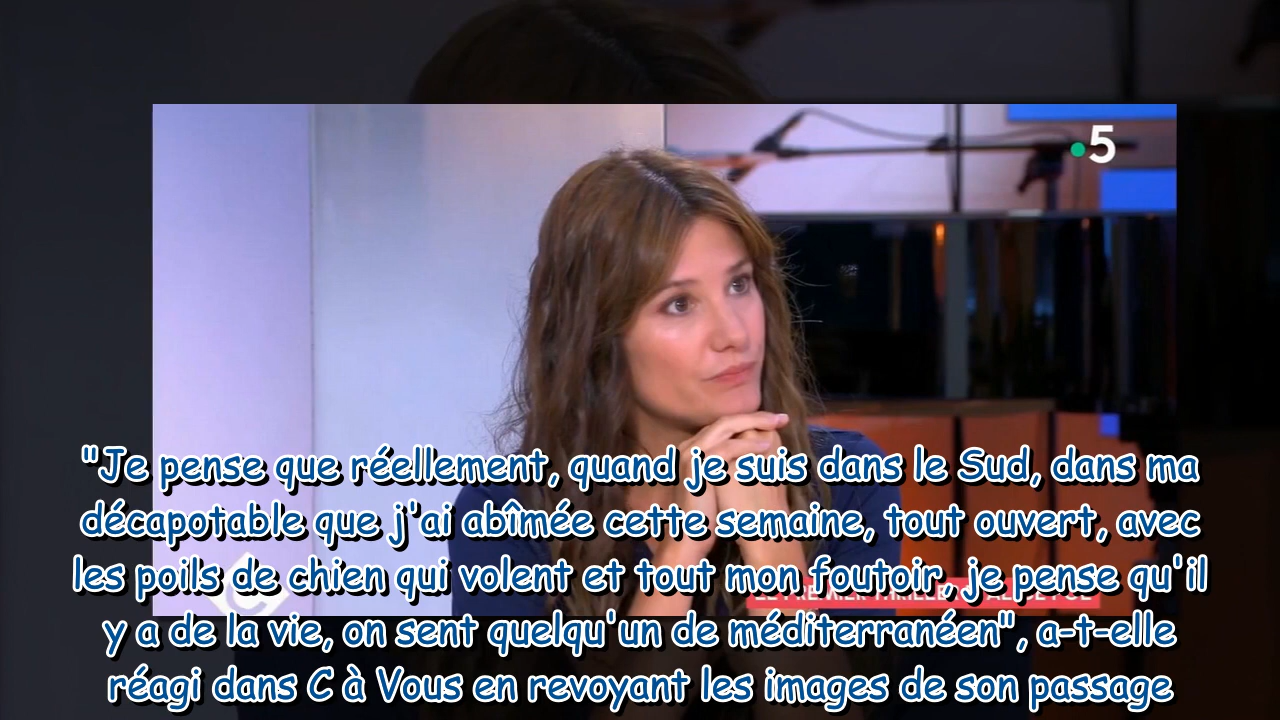 5
"Je pense que réellement, quand je suis dans le Sud, dans ma
décapotable que j'ai abîmée cette semaine, tout ouvert, avec
les poils de chien qui volent et tout mon foutoir, je pense qu'il
y a de la vie, on sent quelqu'un de méditerranéen", a-t-elle
réagi dans C à Vous en revoyant les images de son passage